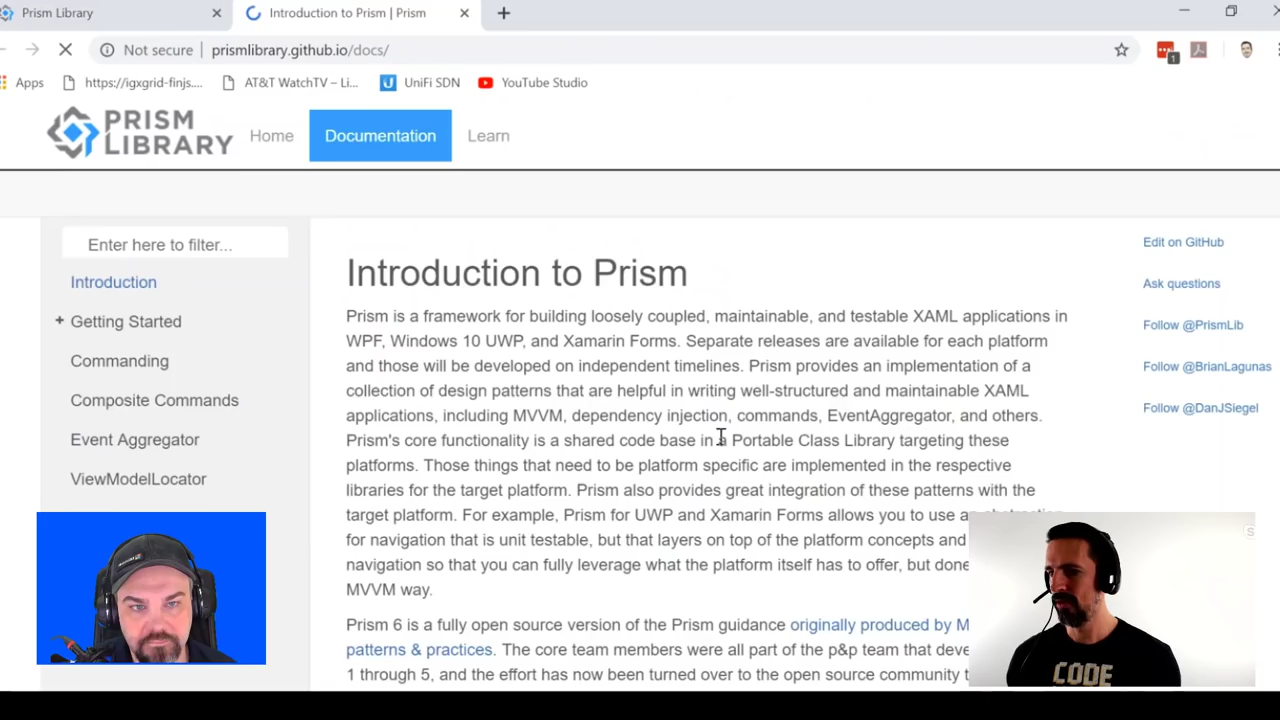 Prism Library
Introduction to Prism | Prism
Not secure
prismlibrary.github.io/docs/
1
Apps
https://igxgrid-finjs....
AT&T WatchTV – Li...
UniFi SDN
YouTube Studio
PRISM
LIBRARY
Home
Documentation
Learn
Enter here to filter...
Introduction
+ Getting Started
Commanding
Composite Commands
Event Aggregator
ViewModelLocator
Introduction to Prism
Prism is a framework for building loosely coupled, maintainable, and testable XAML applications in
WPF, Windows 10 UWP, and Xamarin Forms. Separate releases are available for each platform
and those will be developed on independent timelines. Prism provides an implementation of a
collection of design patterns that are helpful in writing well-structured and maintainable XAML
applications, including MVVM, dependency injection, commands, EventAggregator, and others.
Prism's core functionality is a shared code base in a Portable Class Library targeting these
platforms. Those things that need to be platform specific are implemented in the respective
libraries for the target platform. Prism also provides great integration of these patterns with the
target platform. For example, Prism for UWP and Xamarin Forms allows you to use an abstraction
for navigation that is unit testable, but that layers on top of the platform concepts and
navigation so that you can fully leverage what the platform itself has to offer, but done
MVVM way.
Prism 6 is a fully open source version of the Prism guidance originally produced by M
patterns & practices. The core team members were all part of the p&p team that deve
1 through 5, and the effort has now been turned over to the open source community t
Edit on GitHub
Ask questions
Follow @PrismLib
Follow @BrianLagunas
Follow @DanJSiegel
CODE